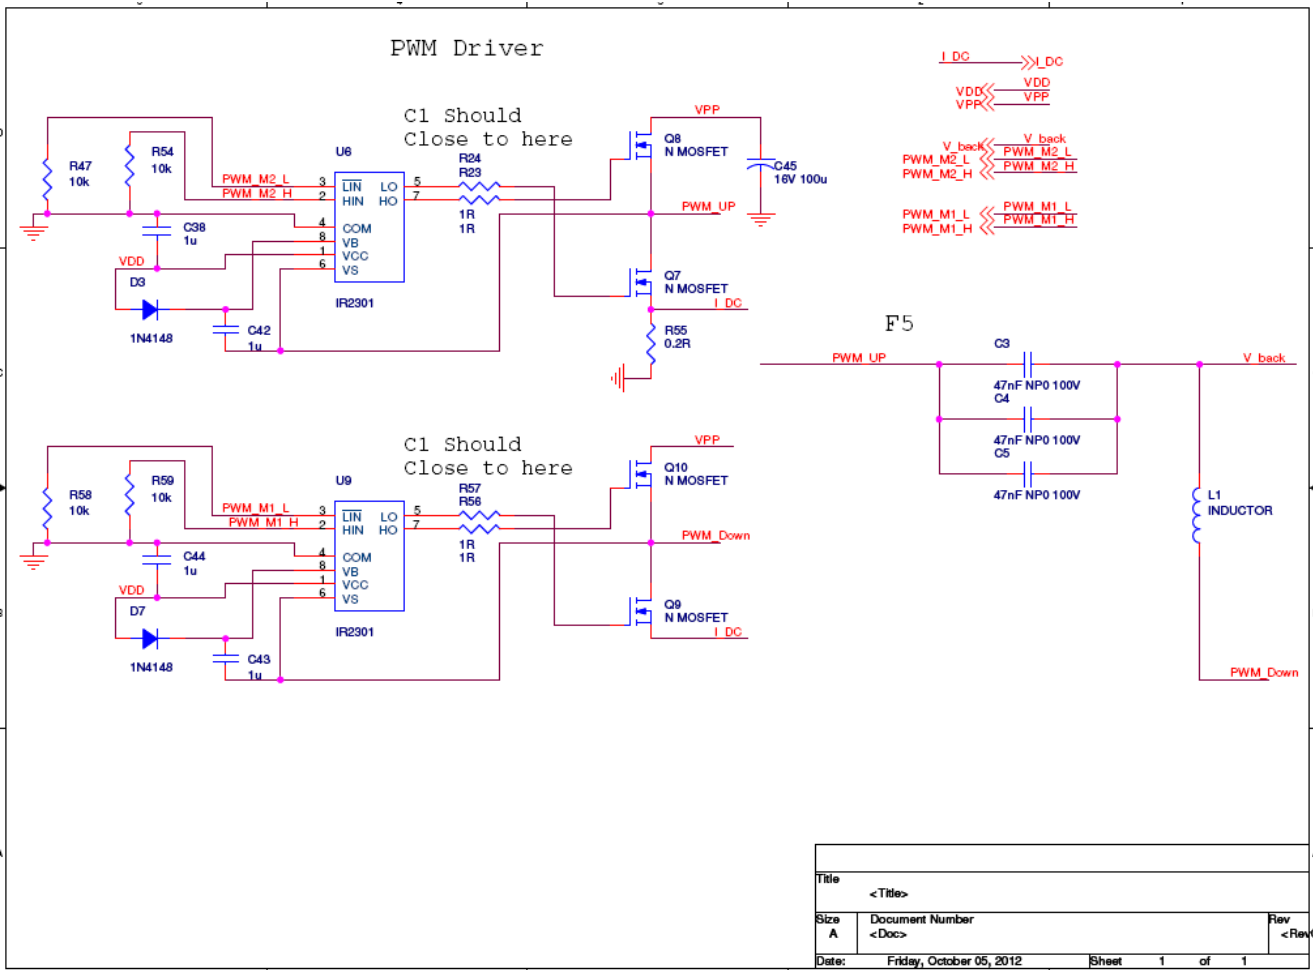 PWM Driver
I_DC
I_DC
VDD
VDD
VPP
VPP
V_back
V_back
PWM_M2_L
PWM_M2_L
PWM_M2_H
PWM_M2_H
PWM_M1_L
PWM_M1_L
PWM_M1_H
PWM_M1_H
C1 Should
Close to here
VPP
R47
10k
R54
10k
U6
R24
R23
Q8
N MOSFET
C45
16V 100u
PWM_M2_L
PWM_M2_H
3
2
LIN
HIN
LO
HO
5
7
1R
1R
PWM_UP
C38
1u
4
8
1
6
COM
VB
VCC
VS
VDD
D3
1N4148
IR2301
C42
1u
Q7
N MOSFET
I_DC
R55
0.2R
F5
PWM_UP
C3
47nF NP0 100V
C4
47nF NP0 100V
C5
47nF NP0 100V
V_back
L1
INDUCTOR
PWM_Down
C1 Should
Close to here
VPP
R58
10k
R59
10k
U9
R57
R56
Q10
N MOSFET
PWM_M1_L
PWM_M1_H
3
2
LIN
HIN
LO
HO
5
7
1R
1R
PWM_Down
C44
1u
4
8
1
6
COM
VB
VCC
VS
VDD
D7
1N4148
IR2301
C43
1u
Q9
N MOSFET
I_DC
Title
<Title>
Size
A
Document Number
<Doc>
Rev
Date:
Friday, October 05, 2012
Sheet 1 of 1